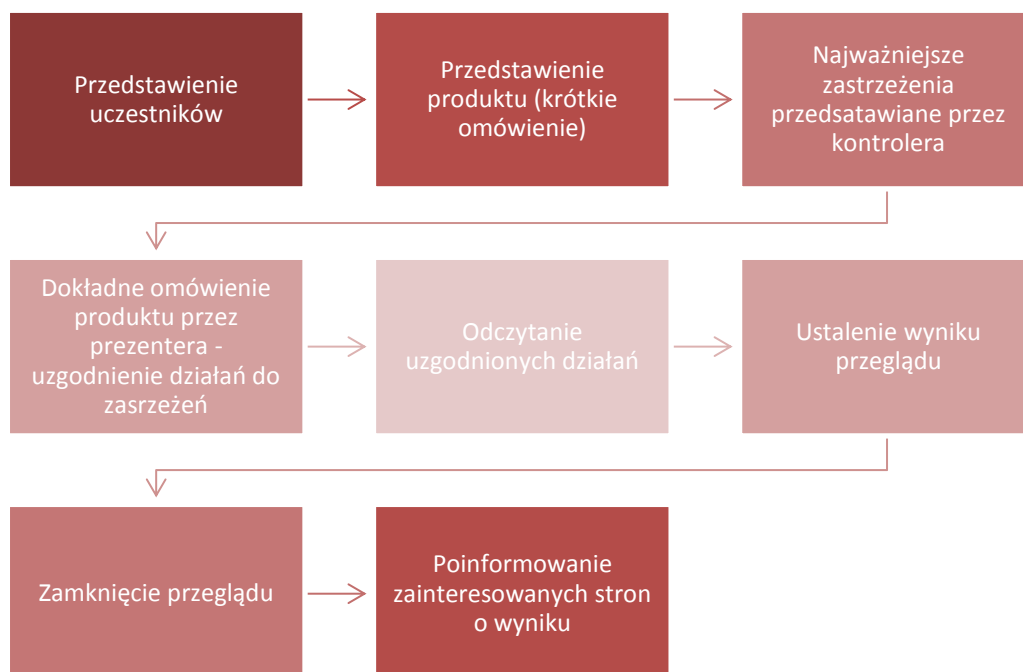 Przedstawienie
uczestników
Przedstawienie
produktu (krótkie
omówienie)
Najważniejsze
zastrzeżenia
przedsatawiane przez
kontrolera
Dokładne omówienie
produktu przez
prezentera -
uzgodnienie działań do
zasrzeżeń
Odczytanie
uzgodnionych działań
Ustalenie wyniku
przeglądu
Zamknięcie przeglądu
Poinformowanie
zainteresowanych stron
o wyniku